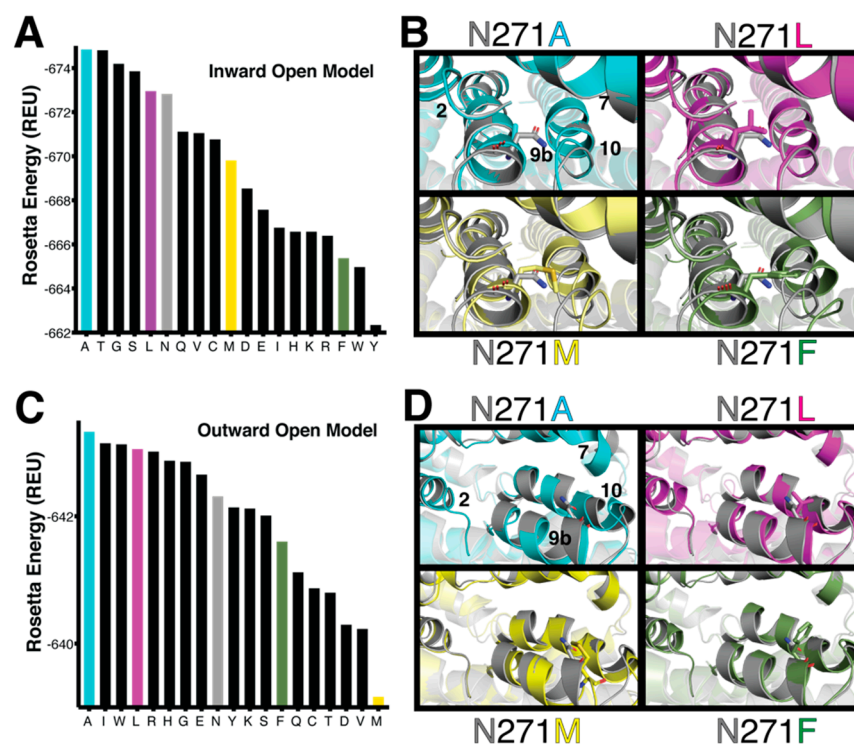 A
Inward Open Model
Rosetta Energy (REU)
-674
-672
-670
-668
-666
-664
-662
A T G S L N Q V C M D E I H K R F W Y
B
N271A
N271L
2
7
9b
10
N271M
N271F
C
Outward Open Model
Rosetta Energy (REU)
-642
-640
A I W L R H G E N Y K S F Q C T D V M
D
N271A
N271L
2
7
10
9b
N271M
N271F